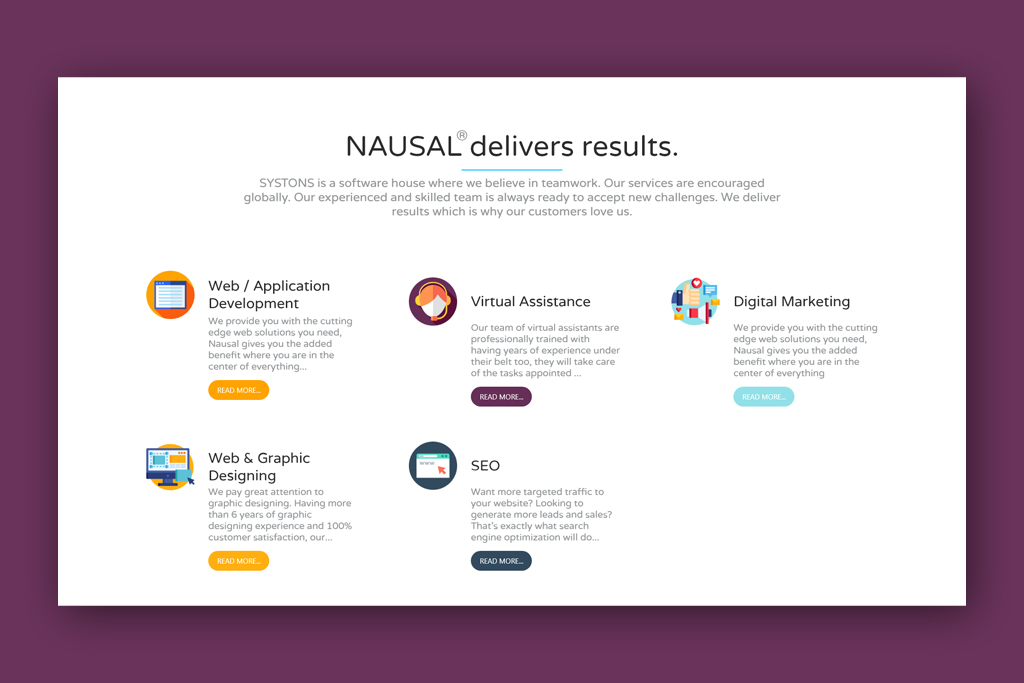 NAUSAL® delivers results.
SYSTONS is a software house where we believe in teamwork. Our services are encouraged
globally. Our experienced and skilled team is always ready to accept new challenges. We deliver
results which is why our customers love us.
Web / Application
Development
We provide you with the cutting
edge web solutions you need,
Nausal gives you the added
benefit where you are in the
center of everything...
READ MORE...
Virtual Assistance
Our team of virtual assistants are
professionally trained with
having years of experience under
their belt too, they will take care
of the tasks appointed ...
READ MORE...
Digital Marketing
We provide you with the cutting
edge web solutions you need,
Nausal gives you the added
benefit where you are in the
center of everything
READ MORE...
Web & Graphic
Designing
We pay great attention to
graphic designing. Having more
than 6 years of graphic
designing experience and 100%
customer satisfaction, our...
READ MORE...
SEO
Want more targeted traffic to
your website? Looking to
generate more leads and sales?
That's exactly what search
engine optimization will do...
READ MORE...